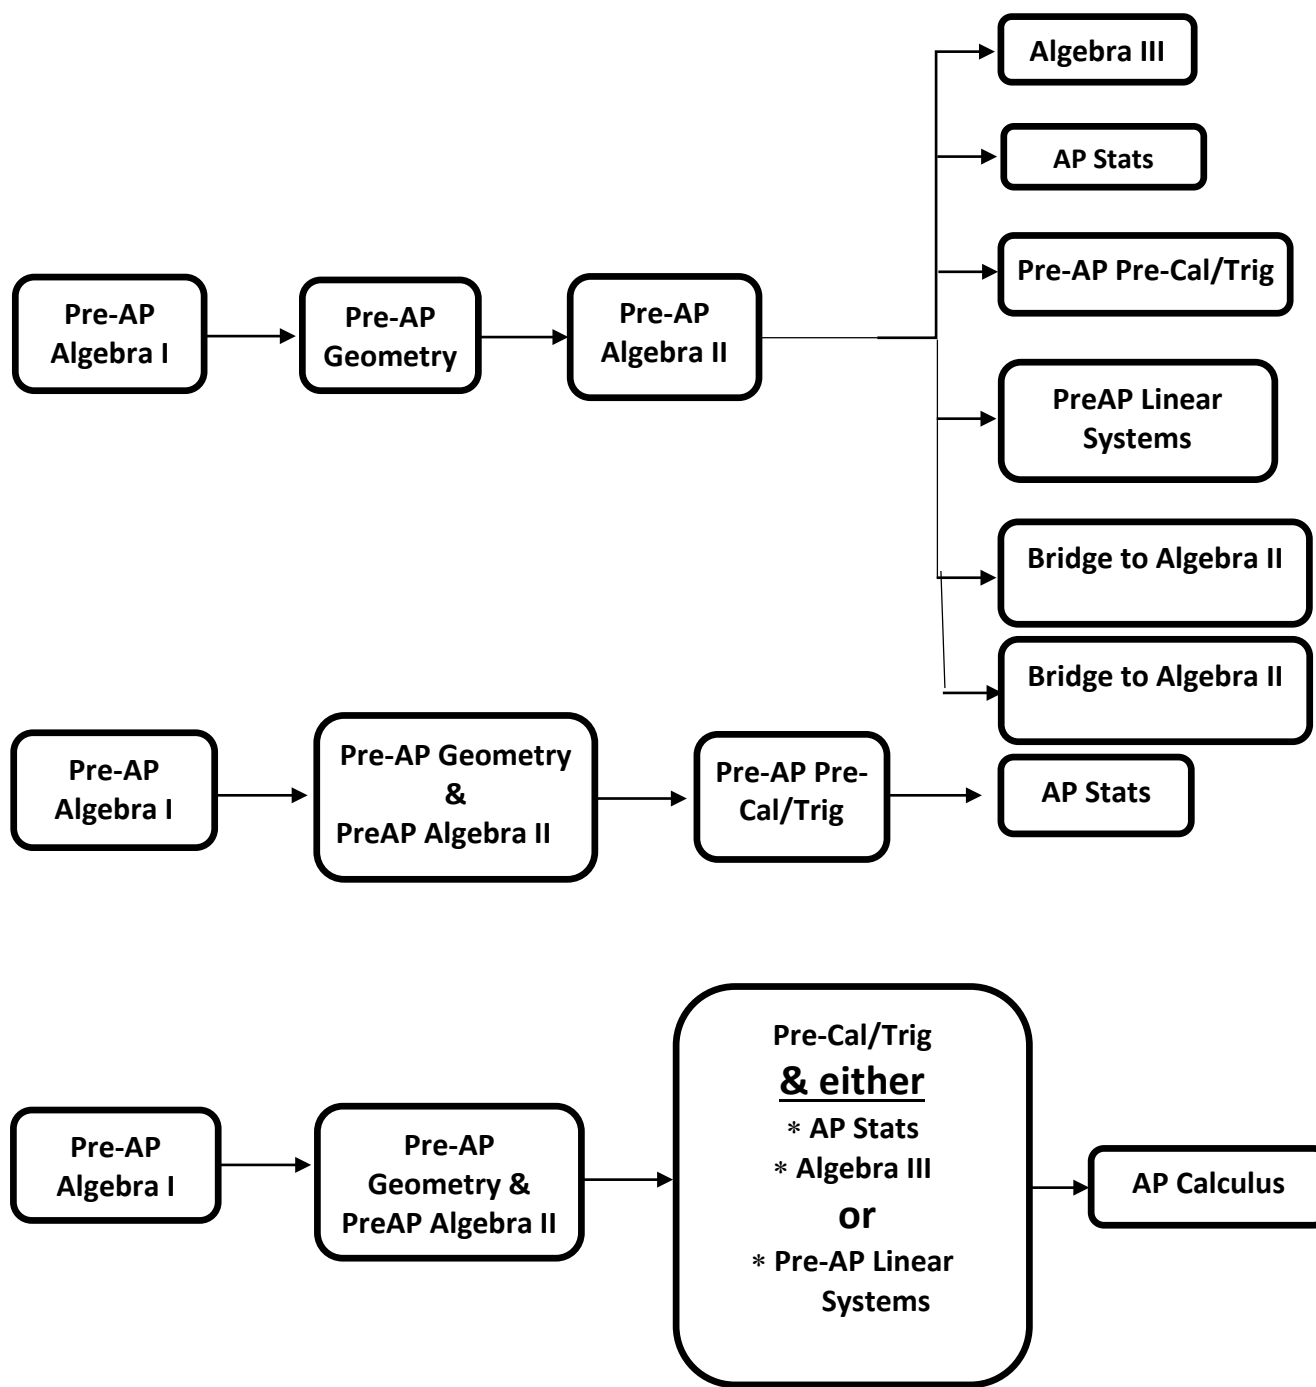 Algebra III
AP Stats
Pre-AP Pre-Cal/Trig
Pre-AP
Algebra I
Pre-AP
Geometry
Pre-AP
Algebra II
PreAP Linear
Systems
Bridge to Algebra II
Bridge to Algebra II
Pre-AP
Algebra I
Pre-AP Geometry
&
PreAP Algebra II
Pre-AP Pre-
Cal/Trig
AP Stats
Pre-AP
Algebra I
Pre-AP
Geometry &
PreAP Algebra II
Pre-Cal/Trig
& either
* AP Stats
* Algebra III
or
* Pre-AP Linear
Systems
AP Calculus